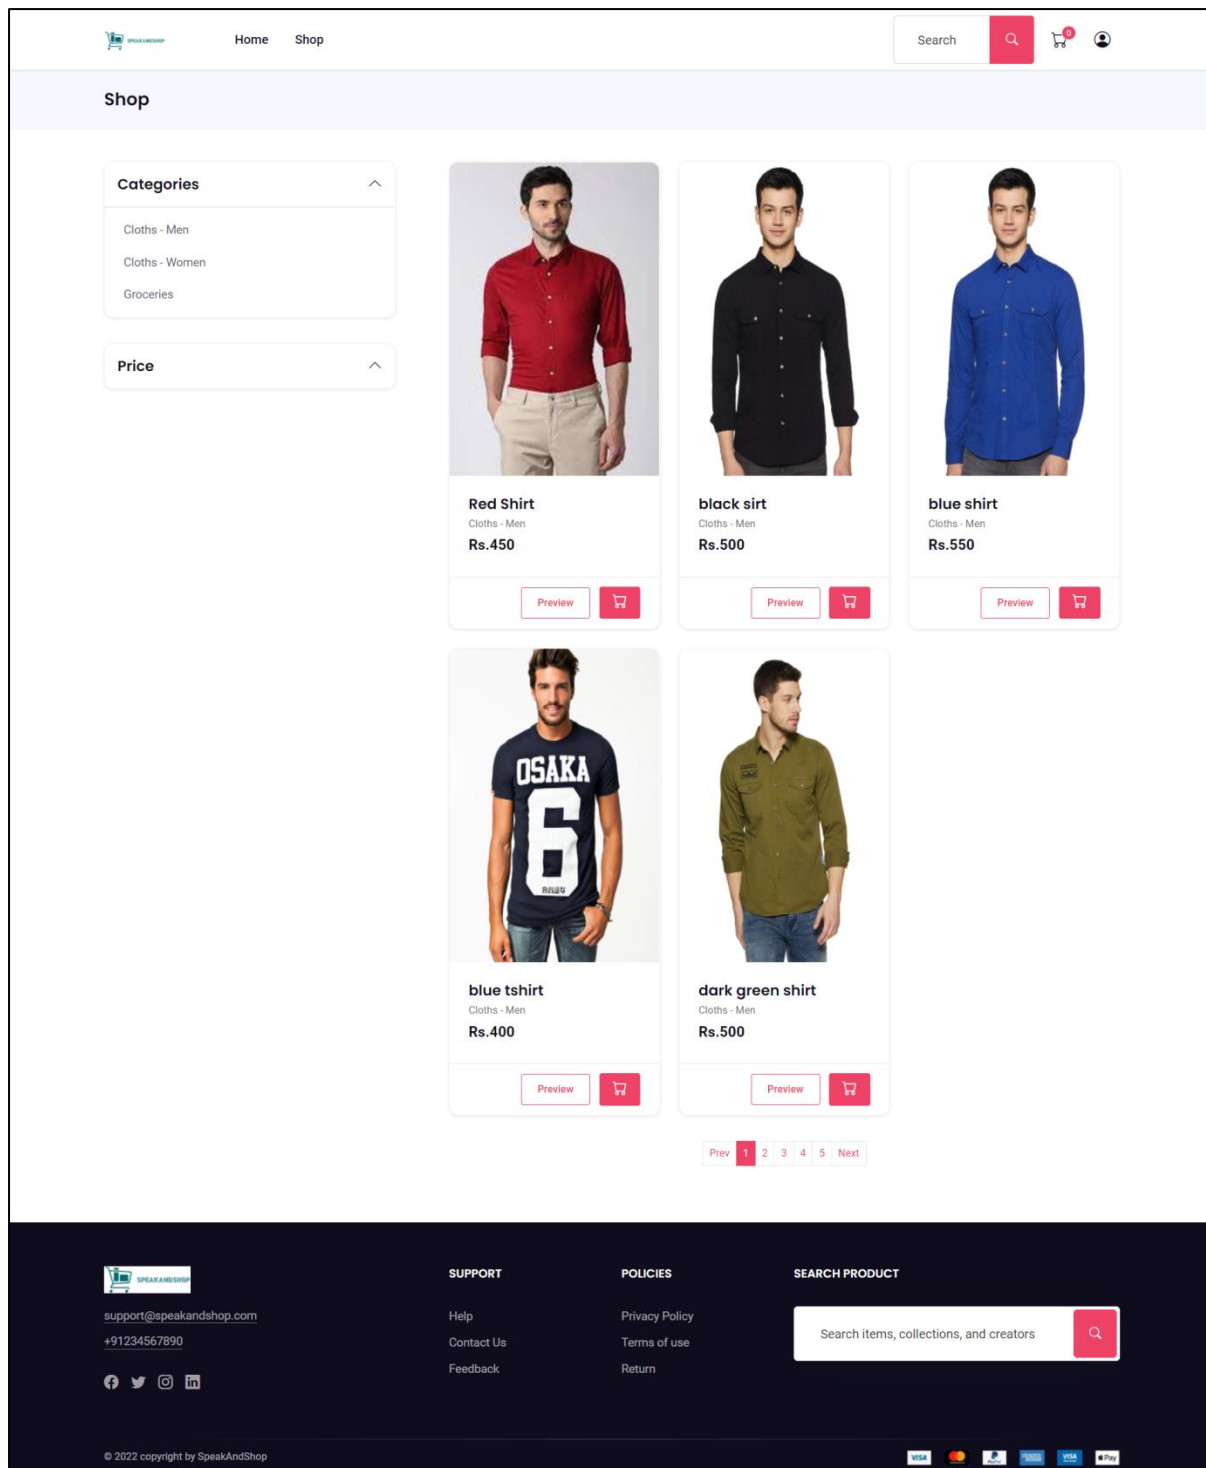 SPEAKANDSHOP
Home
Shop
Search
0
Shop
Categories
Cloths - Men
Cloths - Women
Groceries
Price
Red Shirt
Cloths - Men
Rs.450
Preview
black sirt
Cloths - Men
Rs.500
Preview
blue shirt
Cloths - Men
Rs.550
Preview
OSAKA
6
blue tshirt
Cloths - Men
Rs.400
Preview
dark green shirt
Cloths - Men
Rs.500
Preview
Prev 1 2 3 4 5 Next
SPEAKANDSHOP
support@speakandshop.com
+91234567890
SUPPORT
Help
Contact Us
Feedback
POLICIES
Privacy Policy
Terms of use
Return
SEARCH PRODUCT
Search items, collections, and creators
© 2022 copyright by SpeakAndShop
VISA
PayPal
VISA
Pay